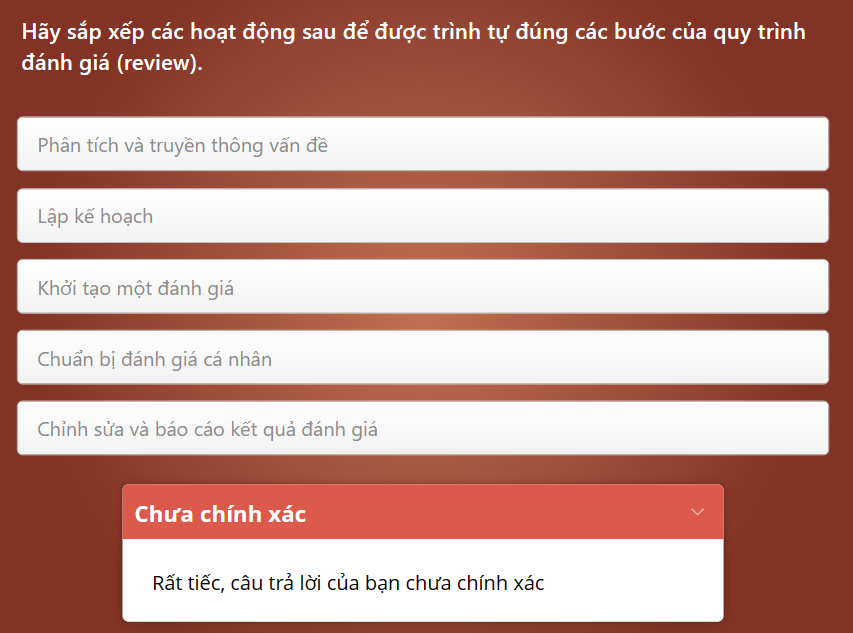 Hãy sắp xếp các hoạt động sau để được trình tự đúng các bước của quy trình
đánh giá (review).
Phân tích và truyền thông vấn đề
Lập kế hoạch
Khởi tạo một đánh giá
Chuẩn bị đánh giá cá nhân
Chỉnh sửa và báo cáo kết quả đánh giá
Chưa chính xác
Rất tiếc, câu trả lời của bạn chưa chính xác